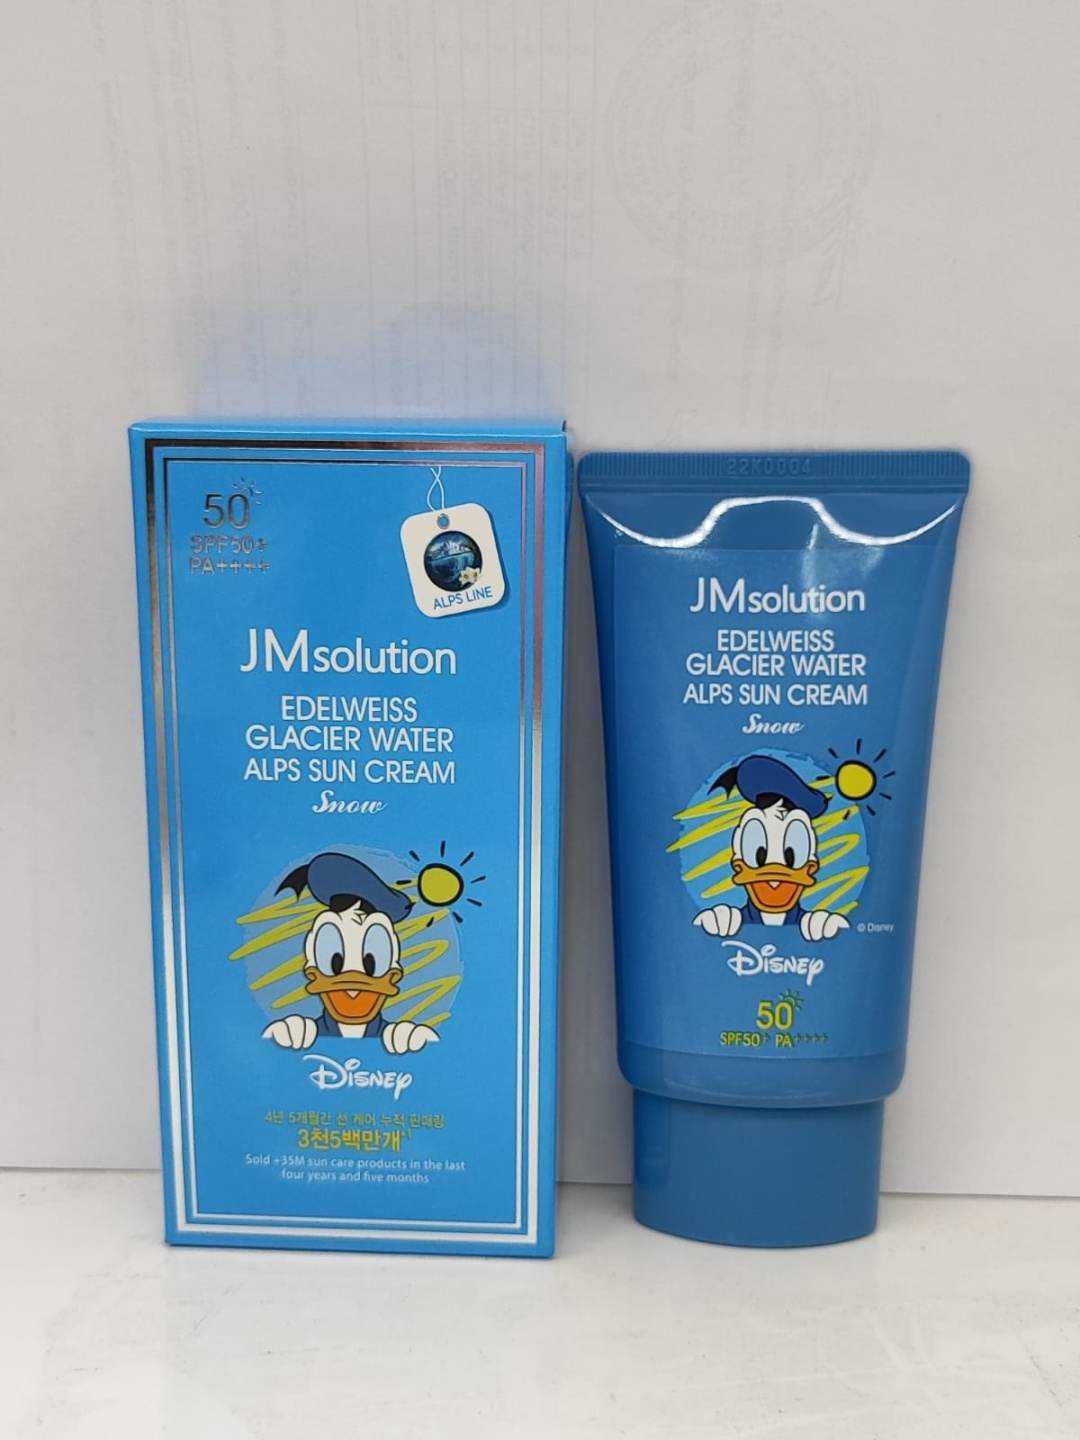 50
SPF50+
PA++++
ALPS LINE
JMsolution
EDELWEISS
GLACIER WATER
ALPS SUN CREAM
Snow
Disney
4년 5개월간 선 케어 누적 판매량
3천5백만개*1
Sold +35M sun care products in the last
four years and five months
22K0004
JMsolution
EDELWEISS
GLACIER WATER
ALPS SUN CREAM
Snow
© Disney
Disney
50
SPF50+ PA++++